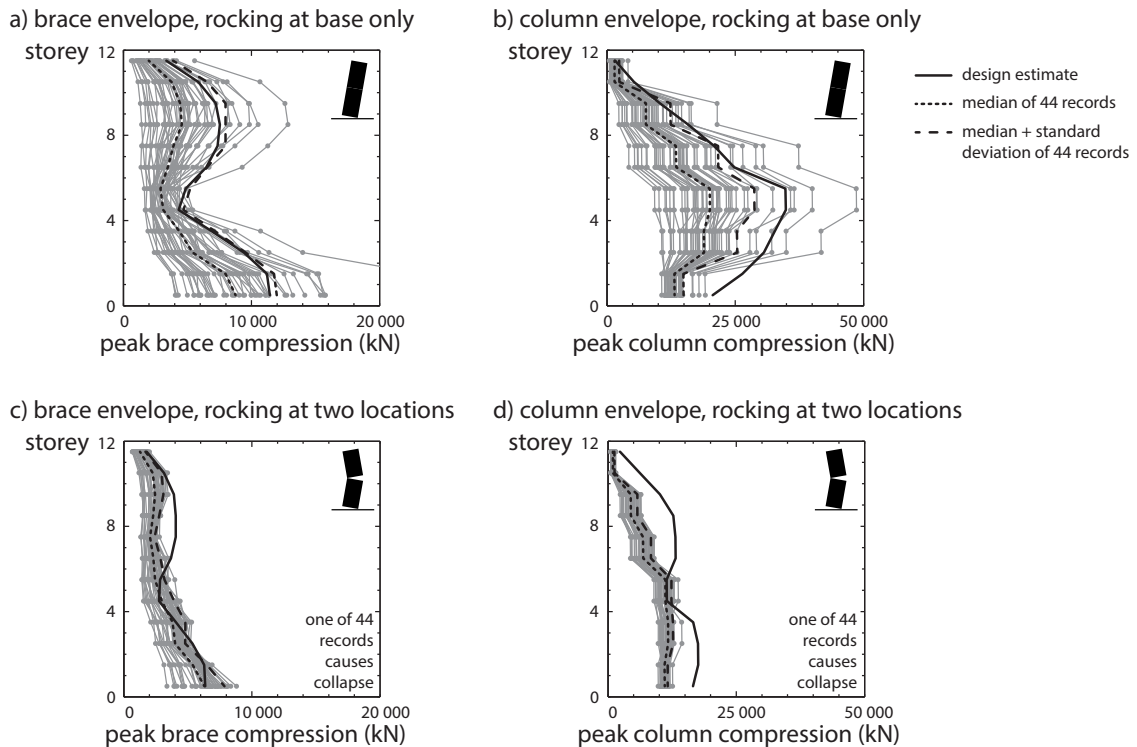 a) brace envelope, rocking at base only
storey
12
8
4
0
0
10 000
20 000
peak brace compression (kN)
b) column envelope, rocking at base only
storey
12
8
4
0
0
25 000
50 000
peak column compression (kN)
design estimate
median of 44 records
median + standard
deviation of 44 records
c) brace envelope, rocking at two locations
storey
12
8
4
0
one of 44
records
causes
collapse
0
10 000
20 000
peak brace compression (kN)
d) column envelope, rocking at two locations
storey
12
8
4
0
one of 44
records
causes
collapse
0
25 000
50 000
peak column compression (kN)